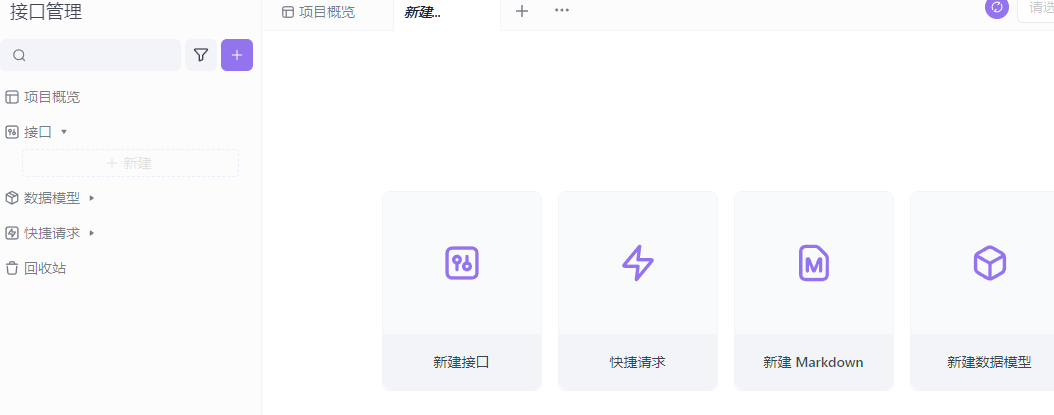 接口管理
项目概览
新建...
请选
项目概览
接口
新建
数据模型
快捷请求
回收站
新建接口
快捷请求
新建 Markdown
新建数据模型